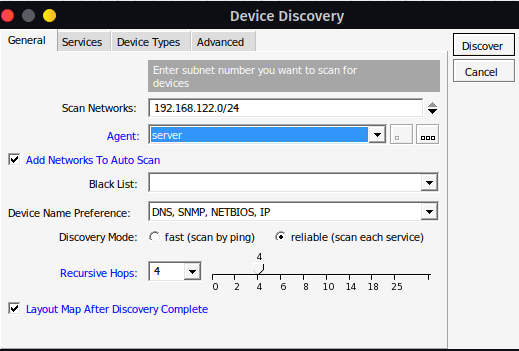 Device Discovery
General Services Device Types Advanced
Discover
Cancel
Enter subnet number you want to scan for
devices
Scan Networks: 192.168.122.0/24
Agent: server
Add Networks To Auto Scan
Black List:
Device Name Preference: DNS, SNMP, NETBIOS, IP
Discovery Mode: fast (scan by ping) reliable (scan each service)
4
Recursive Hops: 4
0 2 4 6 8 10 14 18 25
Layout Map After Discovery Complete